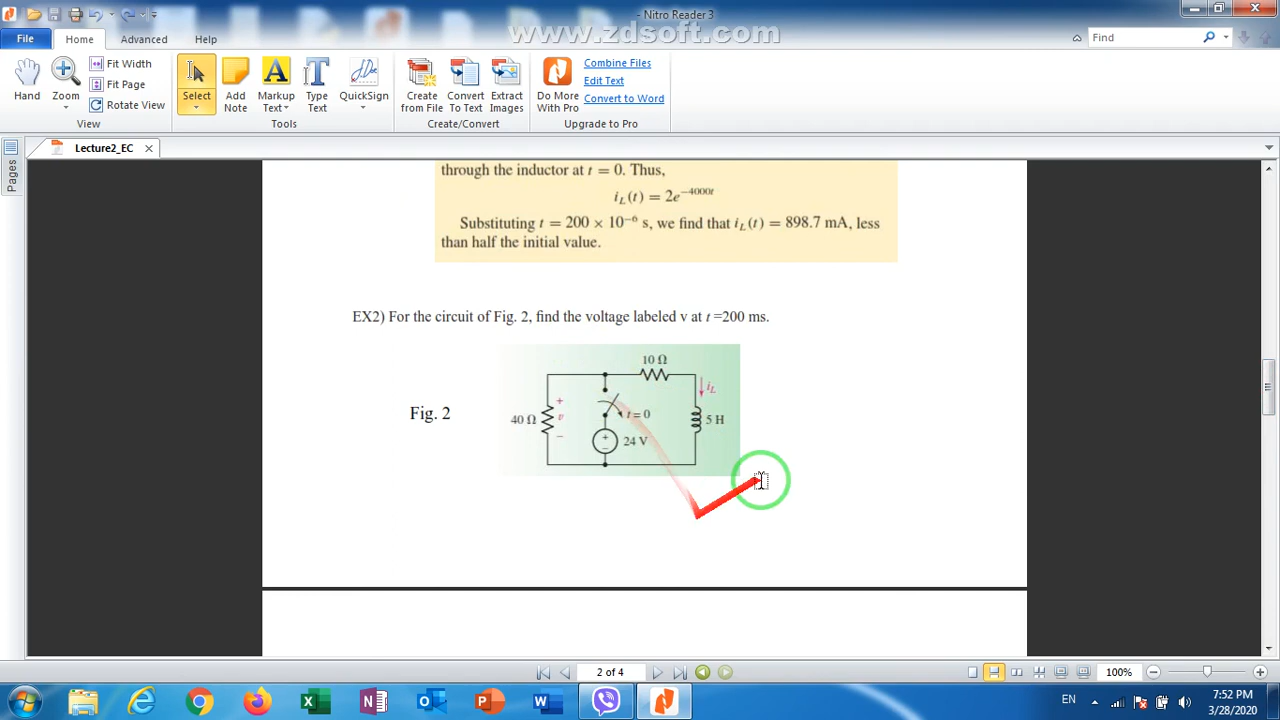 - Nitro Reader 3
www.zdsoft.com
File
Home
Advanced
Help
Find
Hand
Zoom
Fit Width
Fit Page
Rotate View
View
Select
Add Note
Markup Text
Type Text
QuickSign
Tools
Create from File
Convert To Text
Extract Images
Create/Convert
Do More With Pro
Combine Files
Edit Text
Convert to Word
Upgrade to Pro
Lecture2_EC
Pages
through the inductor at t = 0. Thus,
iL(t) = 2e^−4000t
Substituting t = 200 × 10^−6 s, we find that iL(t) = 898.7 mA, less
than half the initial value.
EX2) For the circuit of Fig. 2, find the voltage labeled v at t =200 ms.
Fig. 2
10 Ω
iL
40 Ω
+
v
−
t = 0
5 H
+
−
24 V
2 of 4
100%
EN
7:52 PM
3/28/2020